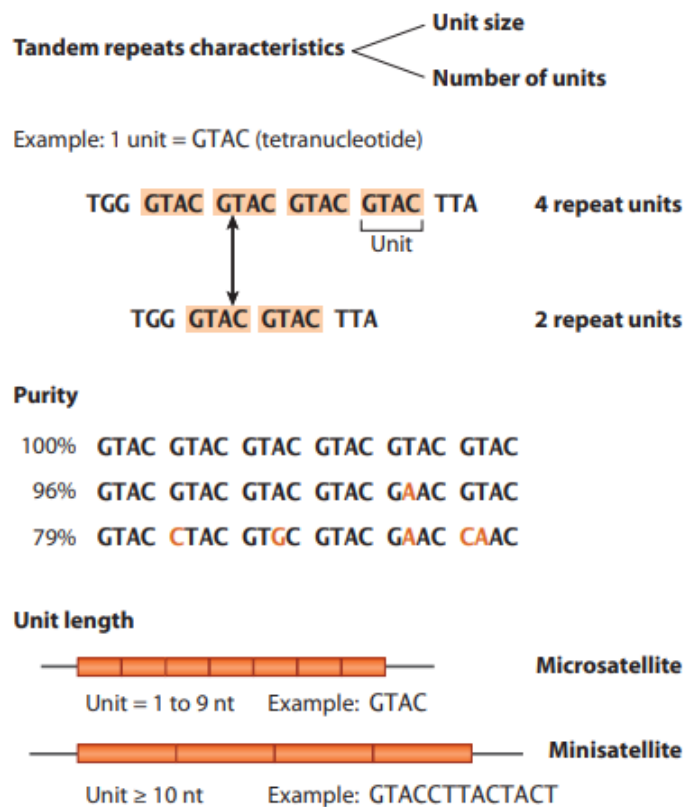 Unit size
Tandem repeats characteristics
Number of units
Example: 1 unit = GTAC (tetranucleotide)
TGG GTAC GTAC GTAC GTAC TTA 4 repeat units
Unit
TGG GTAC GTAC TTA 2 repeat units
Purity
100% GTAC GTAC GTAC GTAC GTAC GTAC
96% GTAC GTAC GTAC GTAC GAAC GTAC
79% GTAC CTAC GTGC GTAC GAAC CAAC
Unit length
Microsatellite
Unit = 1 to 9 nt Example: GTAC
Minisatellite
Unit ≥ 10 nt Example: GTACCTTACTACT